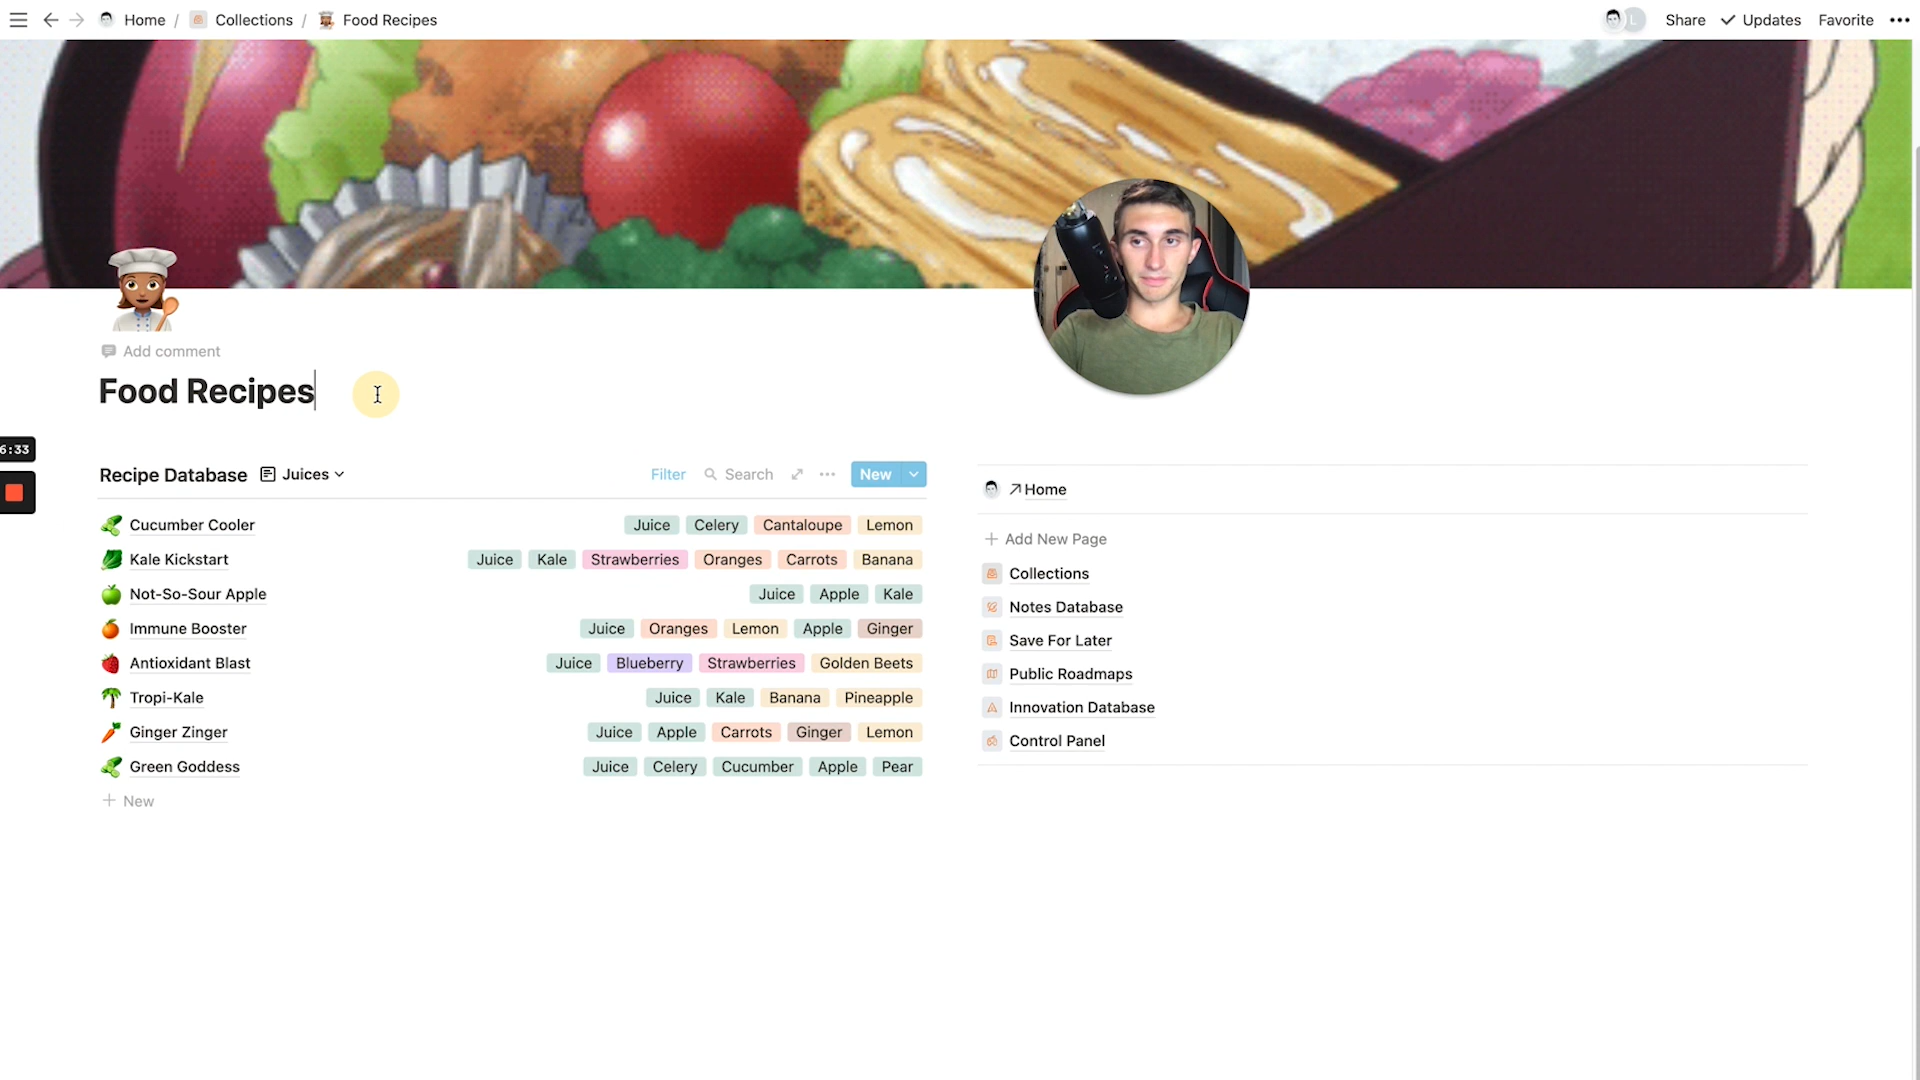 Home / Collections / Food Recipes
L Share Updates Favorite
Add comment
Food Recipes
6:33
Recipe Database Juices
Filter Search New
Cucumber Cooler Juice Celery Cantaloupe Lemon
Kale Kickstart Juice Kale Strawberries Oranges Carrots Banana
Not-So-Sour Apple Juice Apple Kale
Immune Booster Juice Oranges Lemon Apple Ginger
Antioxidant Blast Juice Blueberry Strawberries Golden Beets
Tropi-Kale Juice Kale Banana Pineapple
Ginger Zinger Juice Apple Carrots Ginger Lemon
Green Goddess Juice Celery Cucumber Apple Pear
New
Home
Add New Page
Collections
Notes Database
Save For Later
Public Roadmaps
Innovation Database
Control Panel